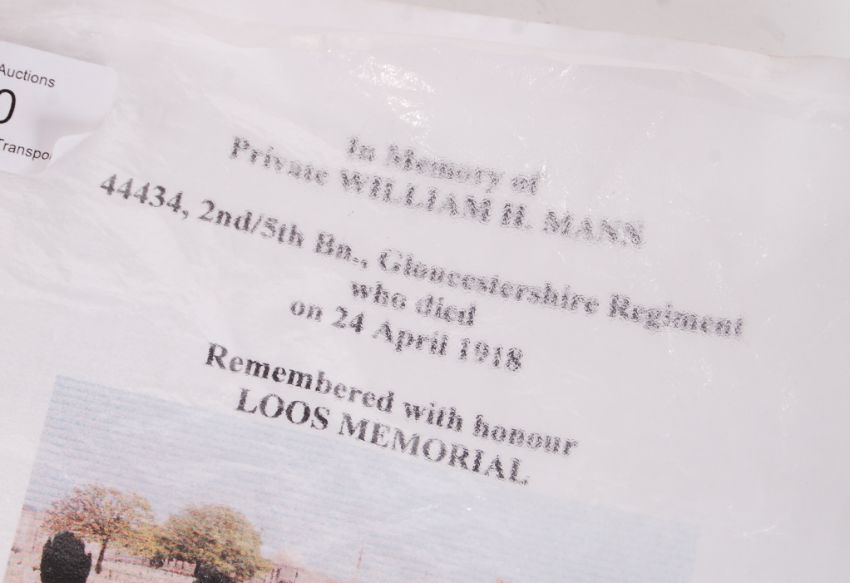 Auctions
0
Transpo
In Memory of
Private WILLIAM H. MANN
44434, 2nd/5th Bn., Gloucestershire Regiment
who died
on 24 April 1918
Remembered with honour
LOOS MEMORIAL